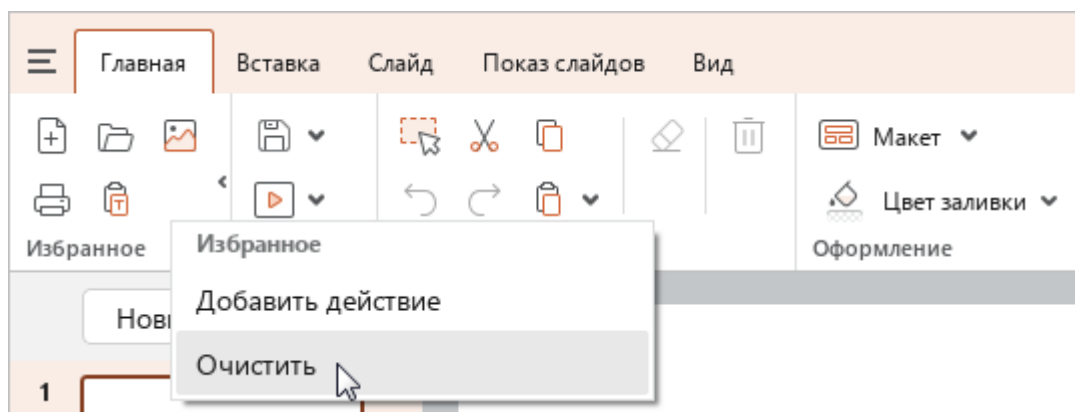 Главная Вставка Слайд Показ слайдов Вид
Макет
Цвет заливки
Избранное Оформление
Избранное
Добавить действие
Очистить
1